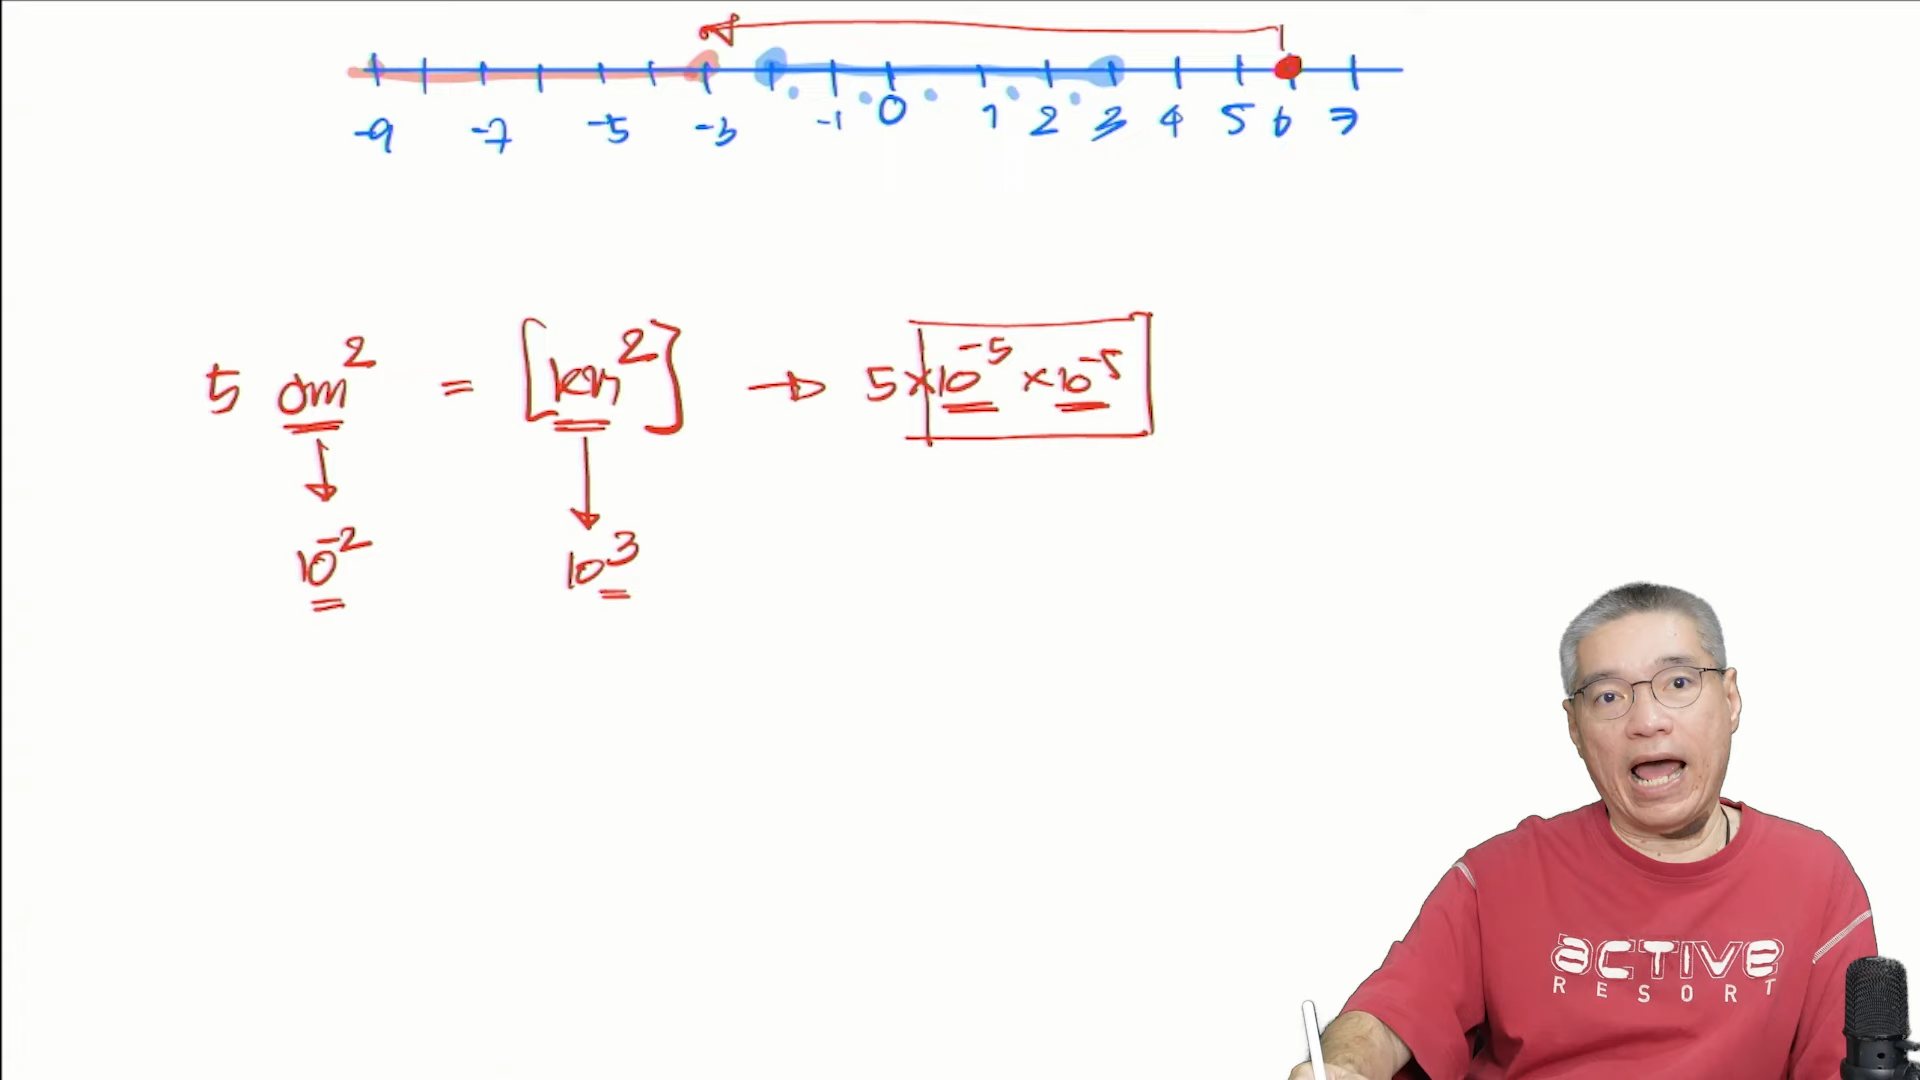 -9 -7 -5 -3 -1 0 1 2 3 4 5 6 7
5 cm² = [km²] → 5 × 10⁻⁵ × 10⁻⁵
10⁻² 10³
ACTIVE
RESORT